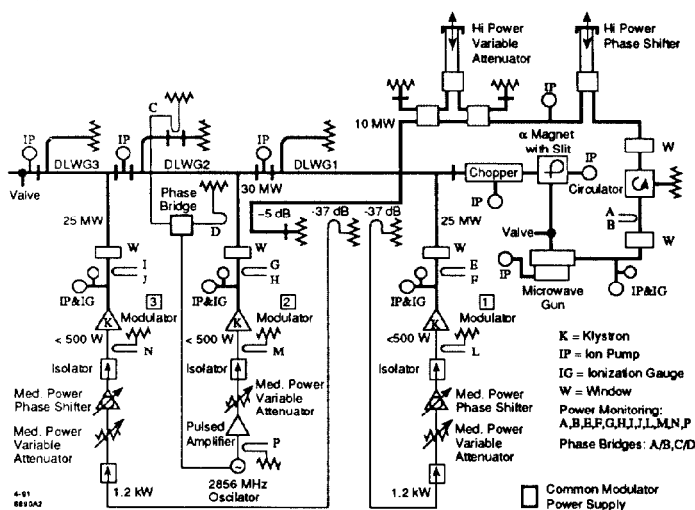 Hi Power
Variable
Attenuator
Hi Power
Phase Shifter
C
IP
IP
IP
IP
10 MW
α Magnet
with Slit
W
DLWG3
DLWG2
DLWG1
Chopper
IP
Circulator
Valve
Phase
Bridge
30 MW
D
-5 dB
-37 dB
-37 dB
IP
A
B
25 MW
25 MW
Valve
W
W
W
W
I
J
G
H
E
F
IP
Microwave
Gun
IP&IG
IP&IG
IP&IG
IP&IG
3
2
1
K
Modulator
K
Modulator
K
Modulator
< 500 W
< 500 W
<500 W
N
M
L
Isolator
Isolator
Isolator
Med. Power
Phase Shifter
Med. Power
Variable
Attenuator
Med. Power
Phase Shifter
Med. Power
Variable
Attenuator
Pulsed
Amplifier
P
Med. Power
Variable
Attenuator
1.2 kW
2856 MHz
Oscilator
1.2 kW
K = Klystron
IP = Ion Pump
IG = Ionization Gauge
W = Window
Power Monitoring:
A,B,E,F,G,H,I,J,L,M,N,P
Phase Bridges: A/B,C/D
Common Modulator
Power Supply
4-91
6890A2